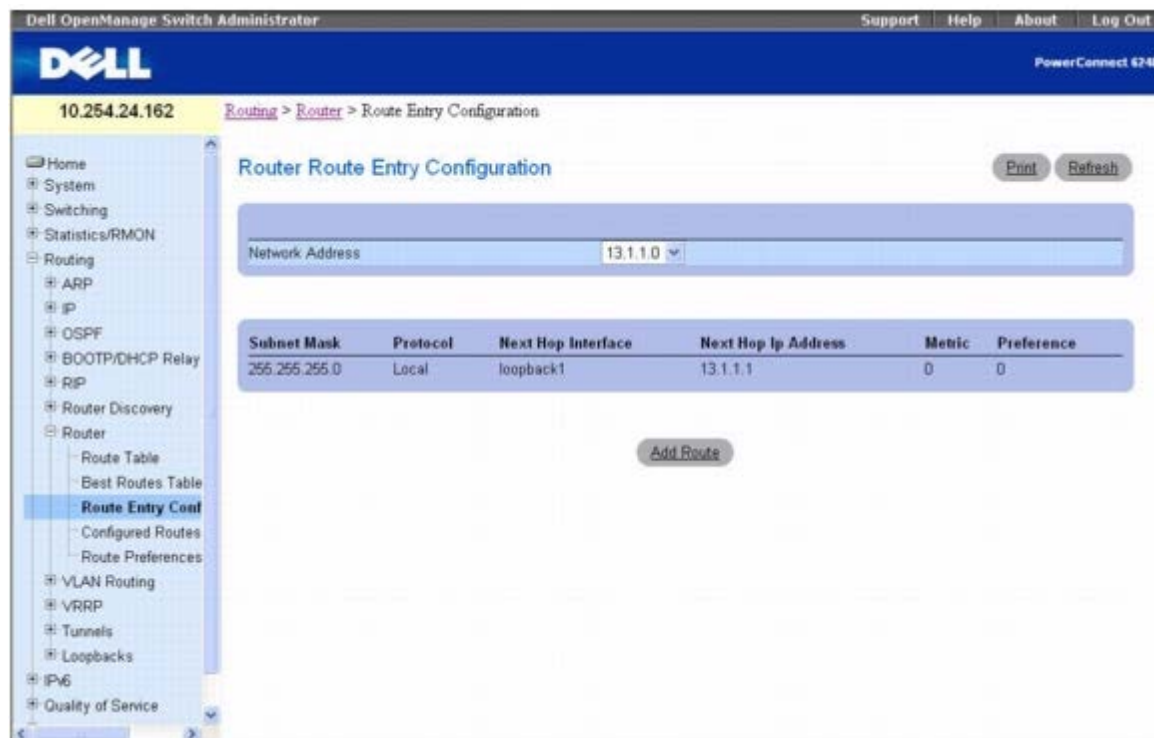 Dell OpenManage Switch Administrator Support Help About Log Out
DELL
PowerConnect 624
10.254.24.162
Routing > Router > Route Entry Configuration
Home
System
Switching
Statistics/RMON
Routing
ARP
IP
OSPF
BOOTP/DHCP Relay
RIP
Router Discovery
Router
Route Table
Best Routes Table
Route Entry Conf
Configured Routes
Route Preferences
VLAN Routing
VRRP
Tunnels
Loopbacks
IPv6
Quality of Service
Router Route Entry Configuration
Print Refresh
Network Address 13.1.1.0
Subnet Mask Protocol Next Hop Interface Next Hop Ip Address Metric Preference
255.255.255.0 Local loopback1 13.1.1.1 0 0
Add Route